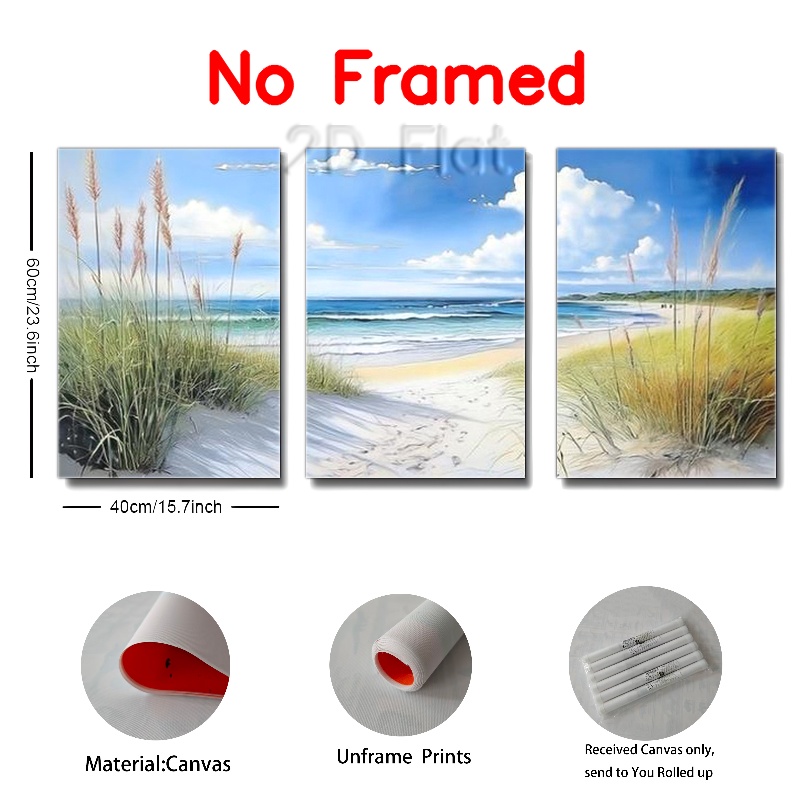 No Framed
2D Flat
60cm/23.6inch
40cm/15.7inch
Material:Canvas
Unframe Prints
Received Canvas only,
send to You Rolled up